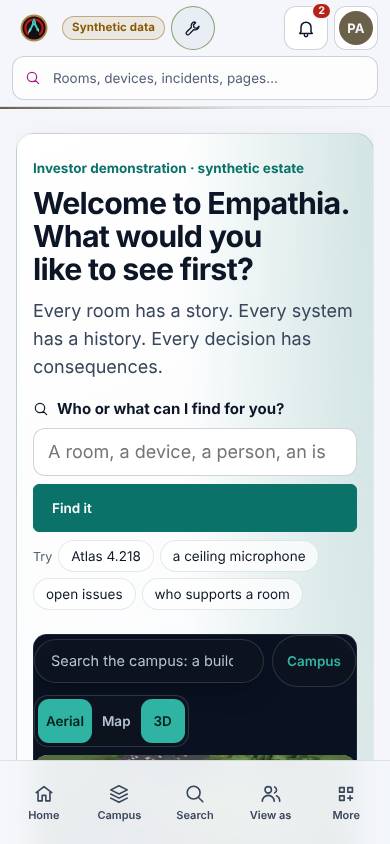 Synthetic data
2
PA
Rooms, devices, incidents, pages...
Investor demonstration · synthetic estate
Welcome to Empathia.
What would you
like to see first?
Every room has a story. Every system
has a history. Every decision has
consequences.
Who or what can I find for you?
A room, a device, a person, an is
Find it
Try
Atlas 4.218
a ceiling microphone
open issues
who supports a room
Search the campus: a builc
Campus
Aerial
Map
3D
Home
Campus
Search
View as
More